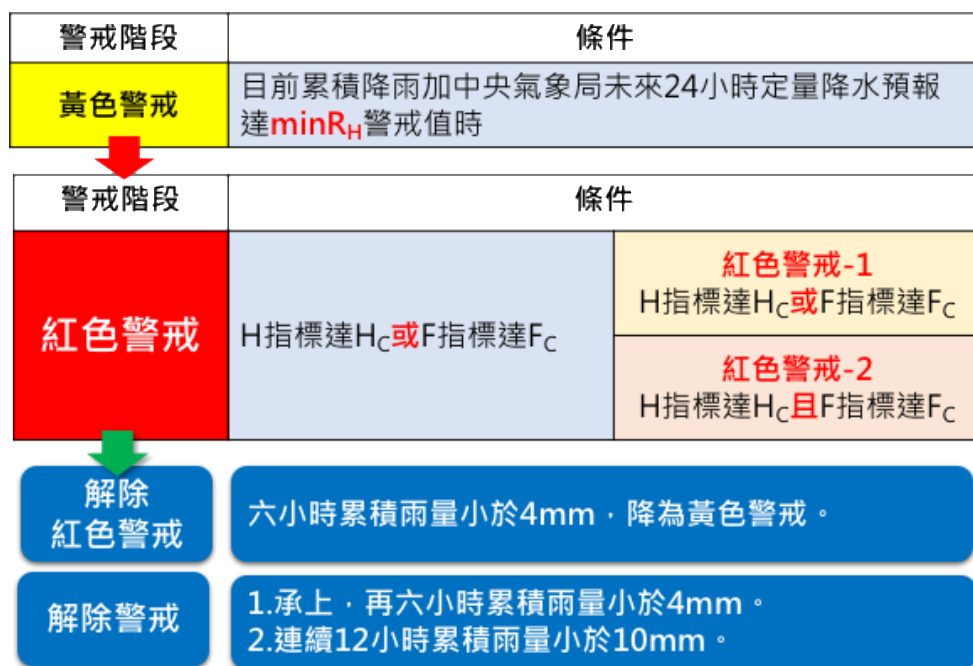 警戒階段
條件
黃色警戒
目前累積降雨加中央氣象局未來24小時定量降水預報
達minR_H警戒值時
警戒階段
條件
紅色警戒
H指標達H_C或F指標達F_C
紅色警戒-1
H指標達H_C或F指標達F_C
紅色警戒-2
H指標達H_C且F指標達F_C
解除
紅色警戒
六小時累積雨量小於4mm，降為黃色警戒。
解除警戒
1.承上，再六小時累積雨量小於4mm。
2.連續12小時累積雨量小於10mm。